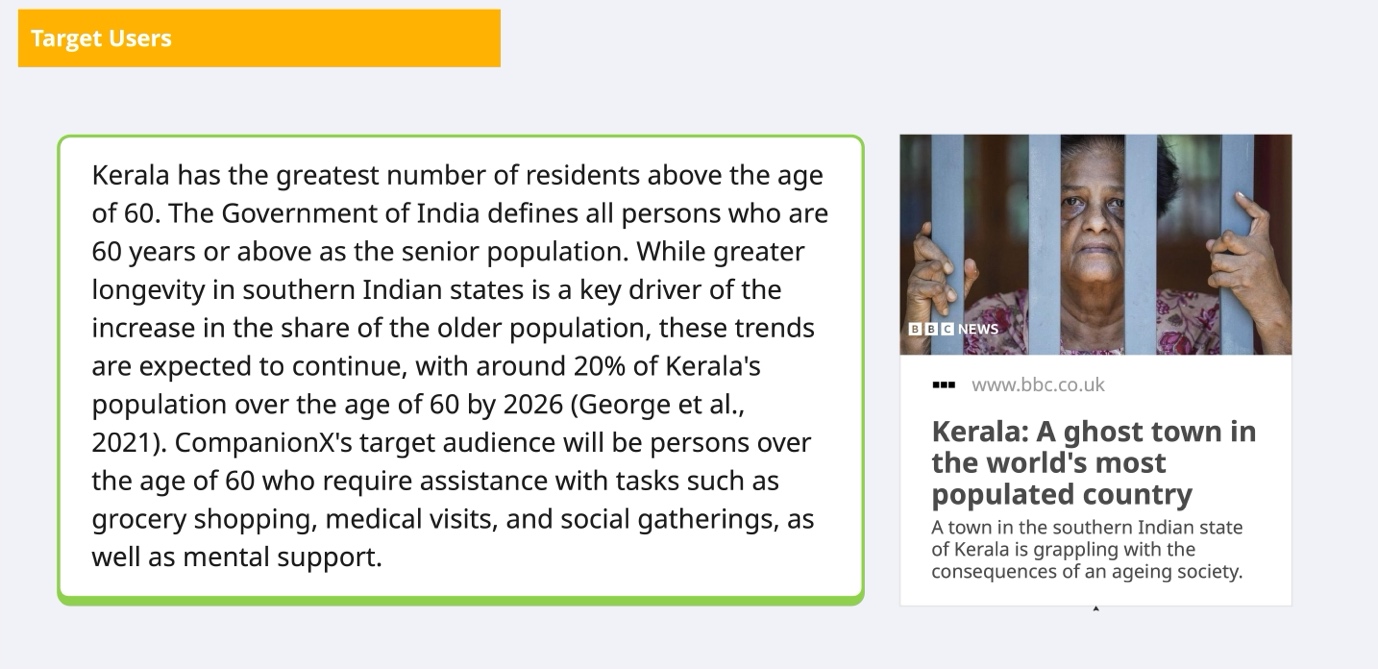 Target Users
Kerala has the greatest number of residents above the age
of 60. The Government of India defines all persons who are
60 years or above as the senior population. While greater
longevity in southern Indian states is a key driver of the
increase in the share of the older population, these trends
are expected to continue, with around 20% of Kerala's
population over the age of 60 by 2026 (George et al.,
2021). CompanionX's target audience will be persons over
the age of 60 who require assistance with tasks such as
grocery shopping, medical visits, and social gatherings, as
well as mental support.
BBC NEWS
www.bbc.co.uk
Kerala: A ghost town in
the world's most
populated country
A town in the southern Indian state
of Kerala is grappling with the
consequences of an ageing society.